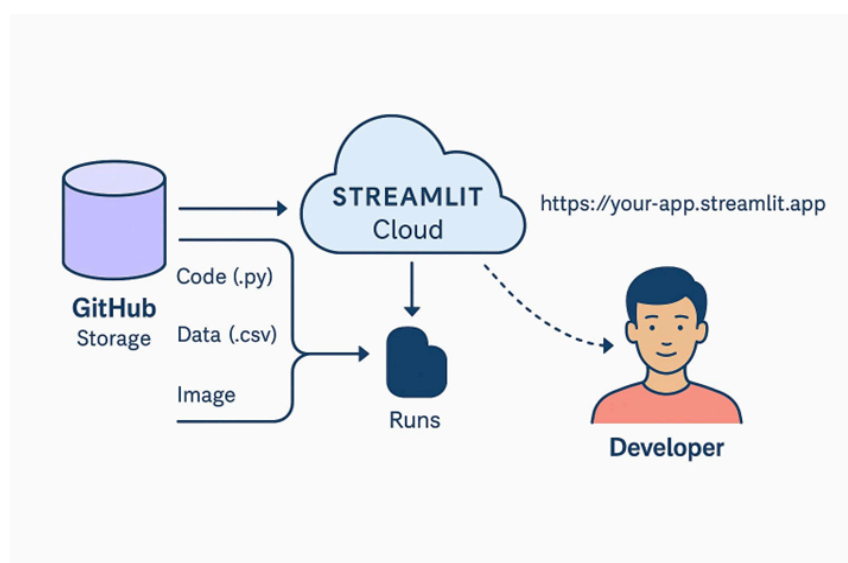 STREAMLIT
Cloud
https://your-app.streamlit.app
GitHub
Storage
Code (.py)
Data (.csv)
Image
Runs
Developer